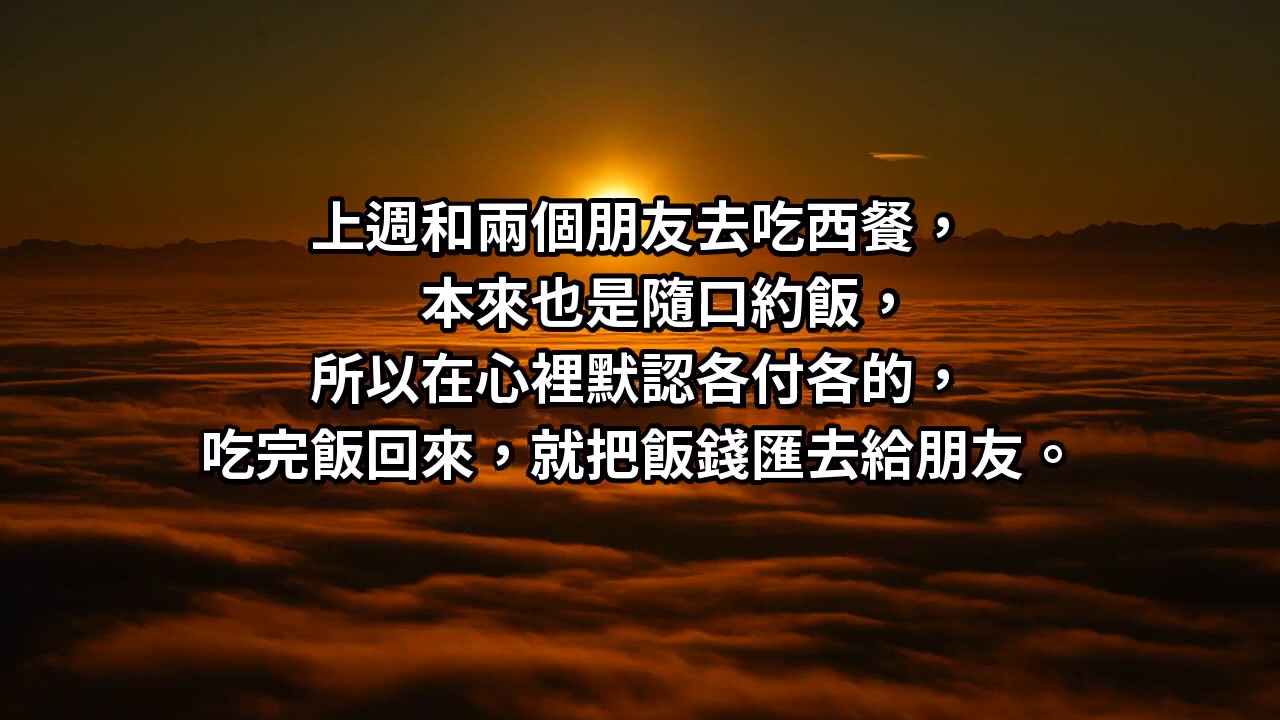 上週和兩個朋友去吃西餐，
本來也是隨口約飯，
所以在心裡默認各付各的，
吃完飯回來，就把飯錢匯去給朋友。